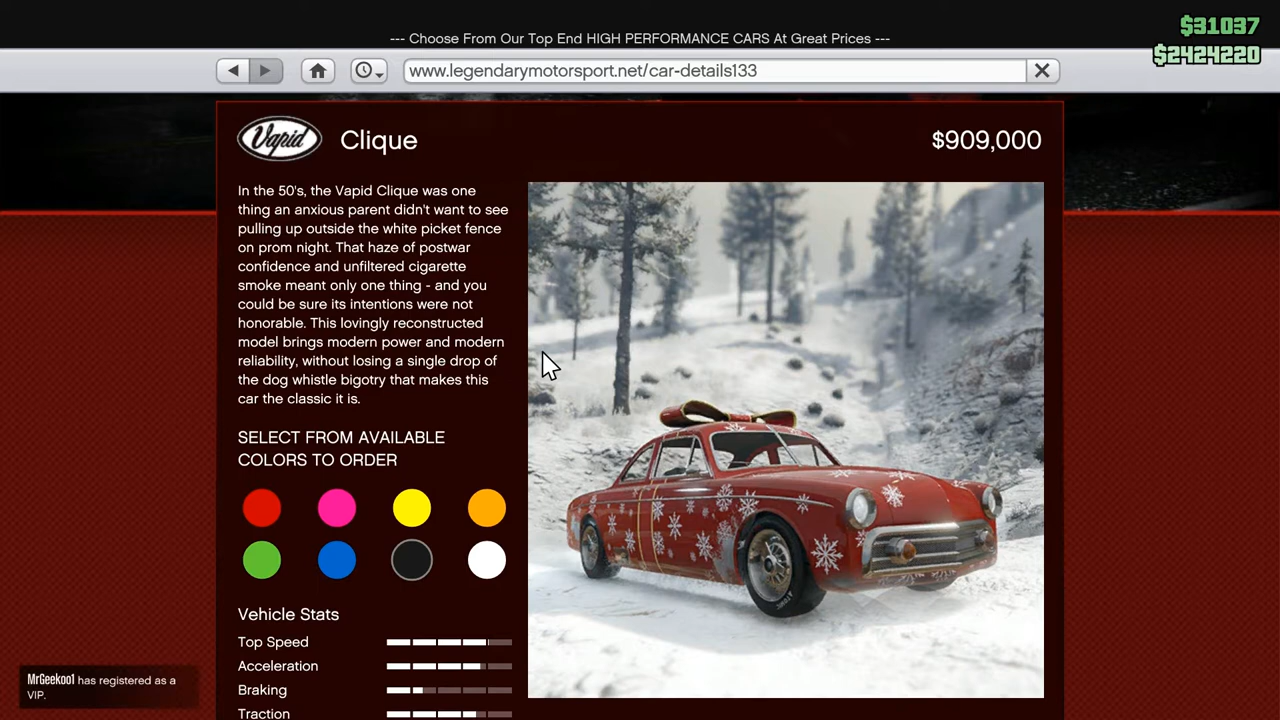 $31037
$2424220
--- Choose From Our Top End HIGH PERFORMANCE CARS At Great Prices ---
www.legendarymotorsport.net/car-details133
Vapid
Clique
$909,000
In the 50's, the Vapid Clique was one
thing an anxious parent didn't want to see
pulling up outside the white picket fence
on prom night. That haze of postwar
confidence and unfiltered cigarette
smoke meant only one thing - and you
could be sure its intentions were not
honorable. This lovingly reconstructed
model brings modern power and modern
reliability, without losing a single drop of
the dog whistle bigotry that makes this
car the classic it is.
SELECT FROM AVAILABLE
COLORS TO ORDER
Vehicle Stats
Top Speed
Acceleration
Braking
Traction
MrGeekoo1 has registered as a
VIP.